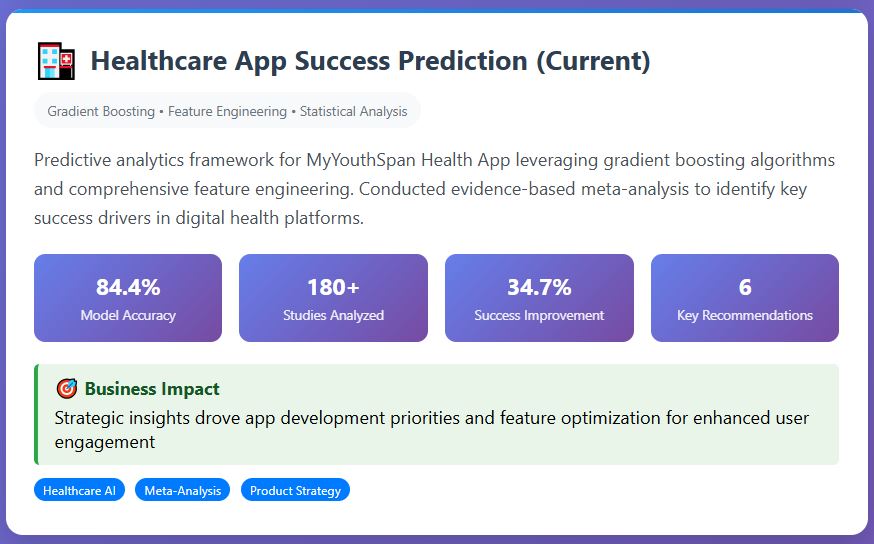 Healthcare App Success Prediction (Current)
Gradient Boosting • Feature Engineering • Statistical Analysis
Predictive analytics framework for MyYouthSpan Health App leveraging gradient boosting algorithms
and comprehensive feature engineering. Conducted evidence-based meta-analysis to identify key
success drivers in digital health platforms.
84.4%
Model Accuracy
180+
Studies Analyzed
34.7%
Success Improvement
6
Key Recommendations
Business Impact
Strategic insights drove app development priorities and feature optimization for enhanced user
engagement
Healthcare AI
Meta-Analysis
Product Strategy